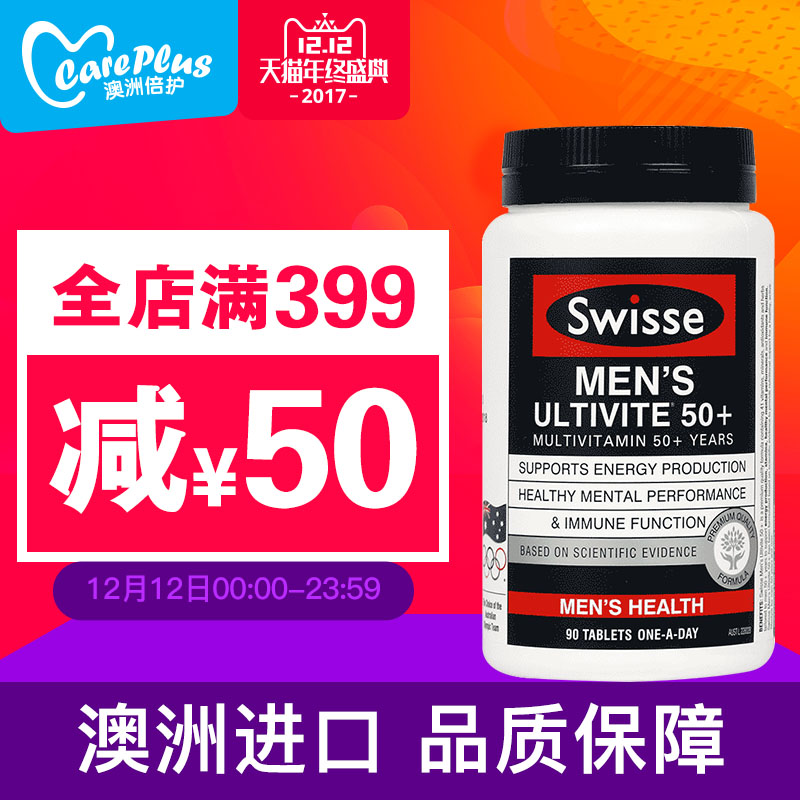 CarePlus
澳洲倍护
12.12
天猫年终盛典
-2017-
全店满399
减¥50
12月12日00:00-23:59
Swisse
MEN'S
ULTIVITE® 50+
MULTIVITAMIN 50+ YEARS
SUPPORTS ENERGY PRODUCTION
HEALTHY MENTAL PERFORMANCE
& IMMUNE FUNCTION
BASED ON SCIENTIFIC EVIDENCE
PREMIUM QUALITY
FORMULA
MEN'S HEALTH
90 TABLETS ONE-A-DAY
澳洲进口 品质保障